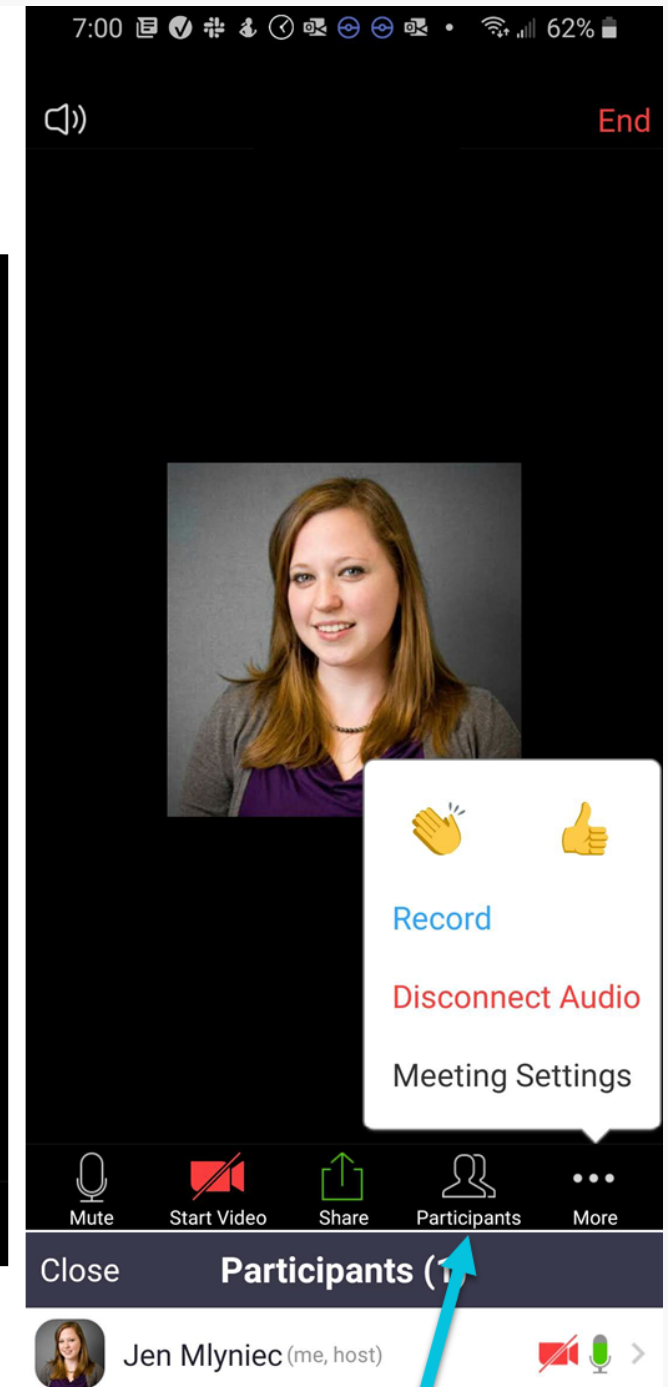 7:00 62%
End
Record
Disconnect Audio
Meeting Settings
Mute Start Video Share Participants More
Close Participants (1)
Jen Mlyniec (me, host)